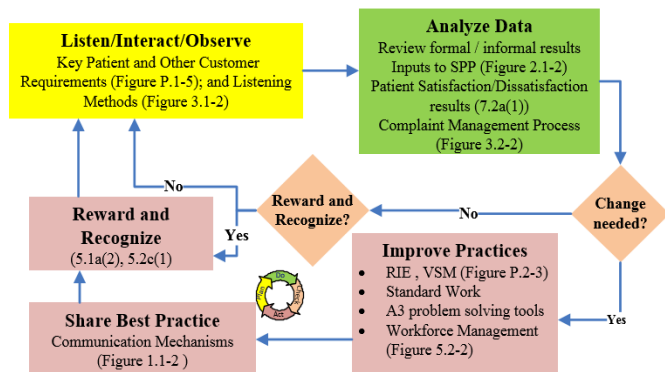 Listen/Interact/Observe
Key Patient and Other Customer
Requirements (Figure P.1-5); and Listening
Methods (Figure 3.1-2)
Analyze Data
Review formal / informal results
Inputs to SPP (Figure 2.1-2)
Patient Satisfaction/Dissatisfaction
results (7.2a(1))
Complaint Management Process
(Figure 3.2-2)
Change
needed?
No
Reward and
Recognize?
No
Yes
Reward and
Recognize
(5.1a(2), 5.2c(1)
Yes
Improve Practices
• RIE , VSM (Figure P.2-3)
• Standard Work
• A3 problem solving tools
• Workforce Management
(Figure 5.2-2)
Share Best Practice
Communication Mechanisms
(Figure 1.1-2 )
Plan
Do
Check
Act